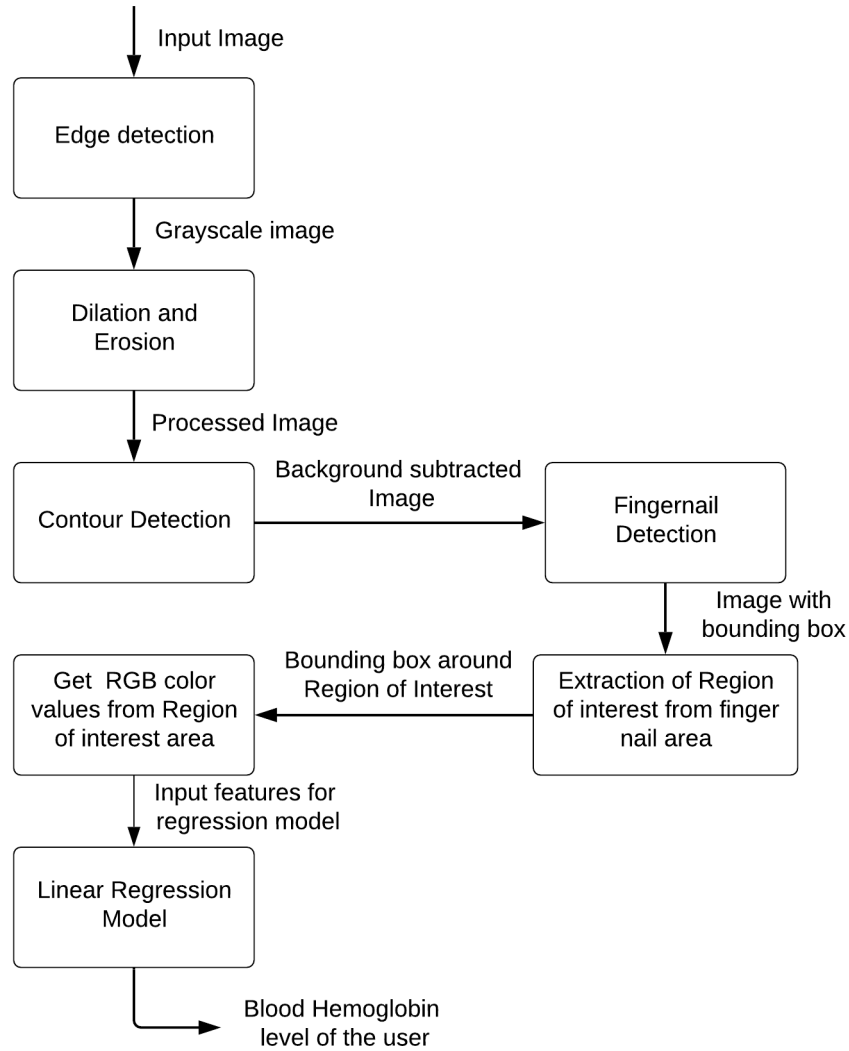 Input Image
Edge detection
Grayscale image
Dilation and
Erosion
Processed Image
Contour Detection
Background subtracted
Image
Fingernail
Detection
Image with
bounding box
Extraction of Region
of interest from finger
nail area
Bounding box around
Region of Interest
Get  RGB color
values from Region
of interest area
Input features for
regression model
Linear Regression
Model
Blood Hemoglobin
level of the user